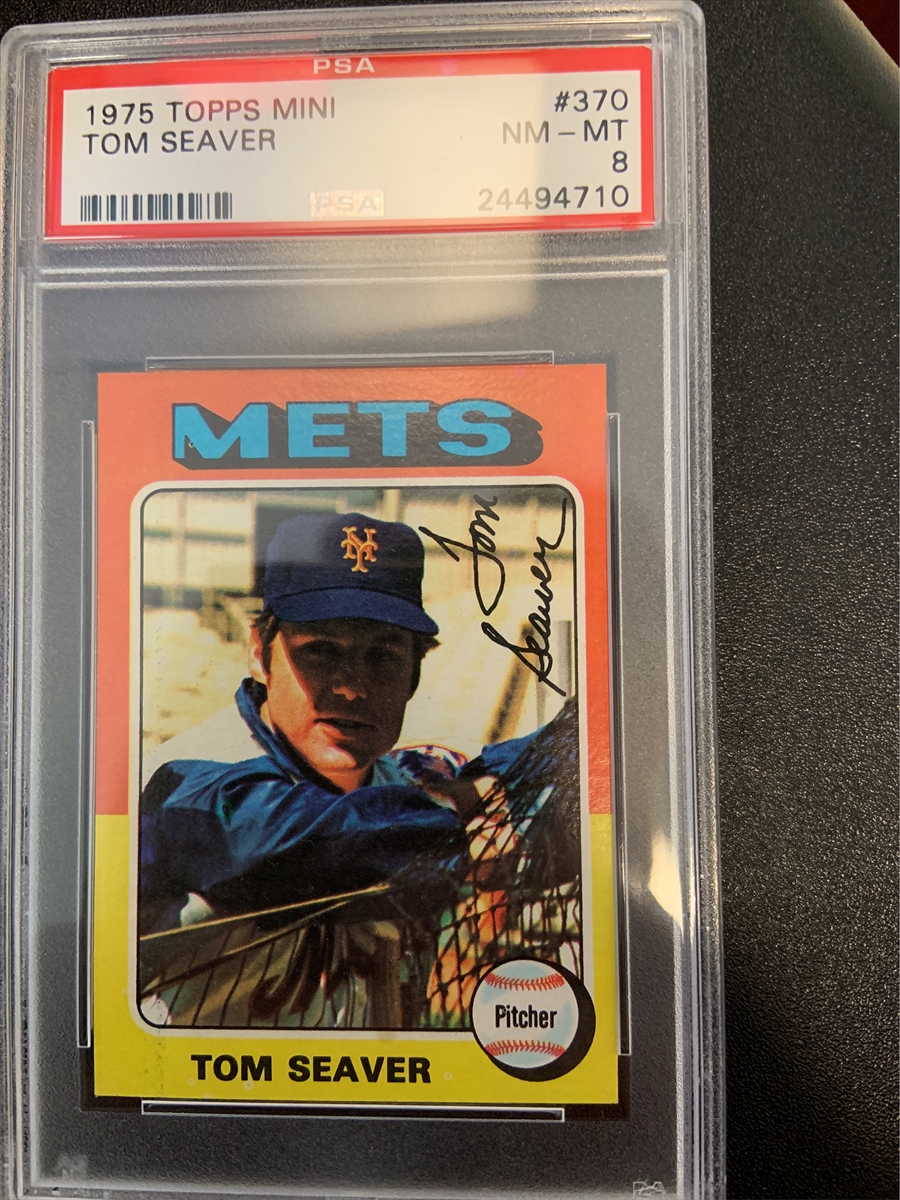 PSA
1975 TOPPS MINI #370
TOM SEAVER NM - MT
8
PSA 24494710
METS
NY
Tom
Seaver
Pitcher
TOM SEAVER
PSA